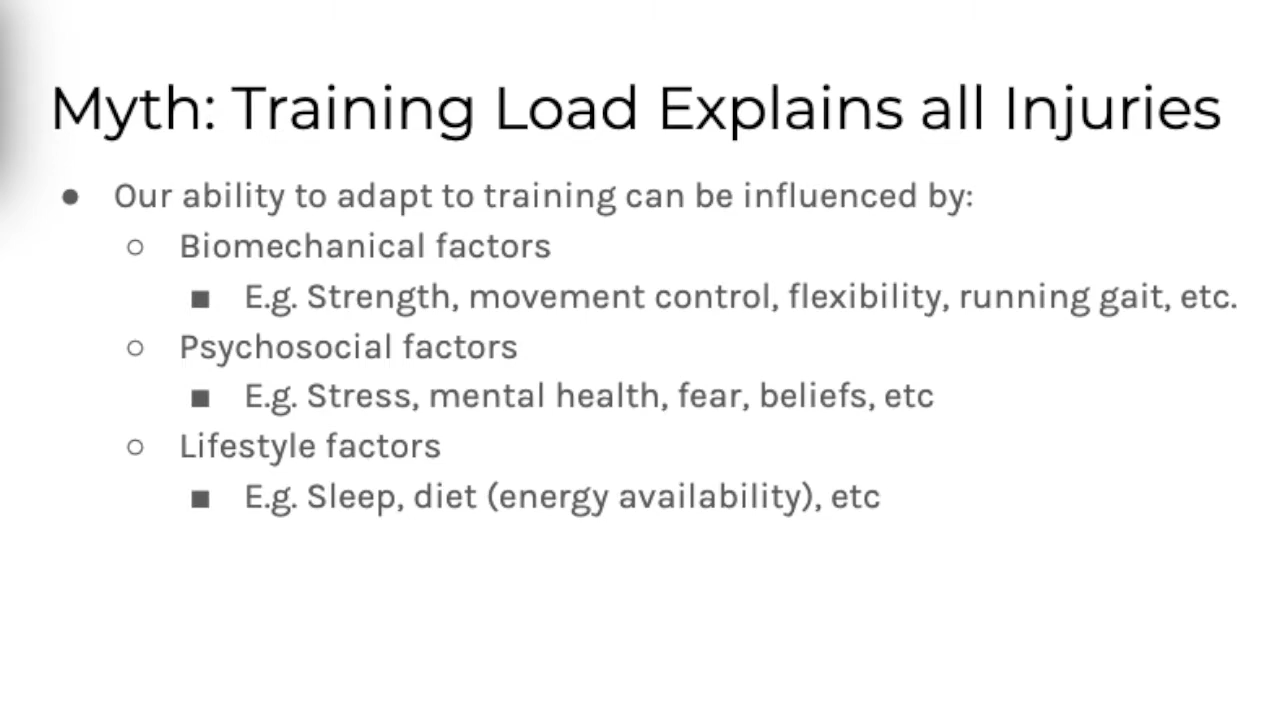 Myth: Training Load Explains all Injuries
● Our ability to adapt to training can be influenced by:
○ Biomechanical factors
■ E.g. Strength, movement control, flexibility, running gait, etc.
○ Psychosocial factors
■ E.g. Stress, mental health, fear, beliefs, etc
○ Lifestyle factors
■ E.g. Sleep, diet (energy availability), etc